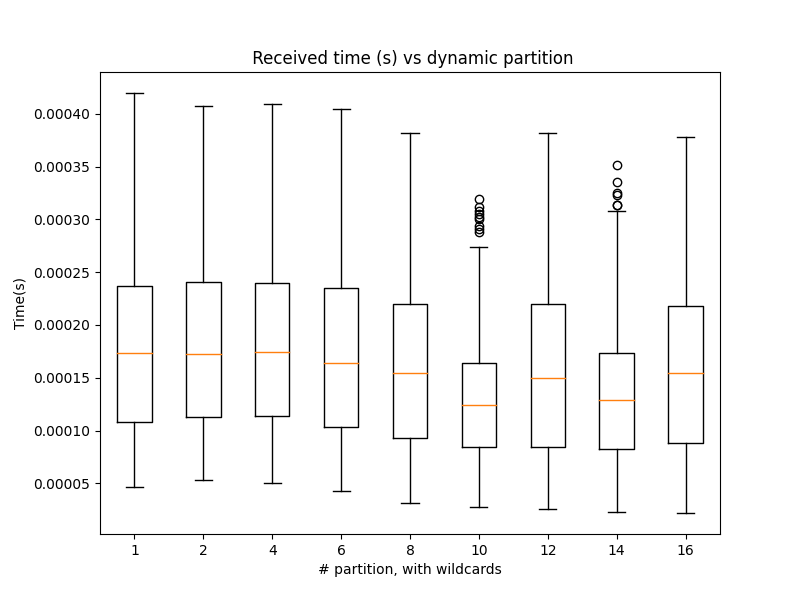 Received time (s) vs dynamic partition
Time(s)
0.00040
0.00035
0.00030
0.00025
0.00020
0.00015
0.00010
0.00005
1 2 4 6 8 10 12 14 16
# partition, with wildcards